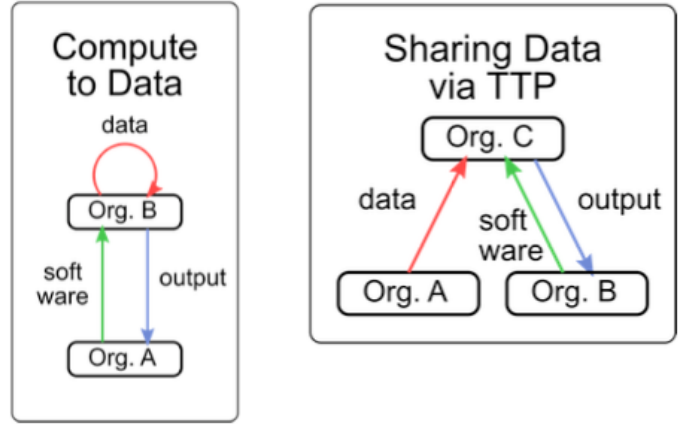 Compute
to Data
data
Org. B
soft
ware
output
Org. A
Sharing Data
via TTP
Org. C
data
soft
ware
output
Org. A
Org. B